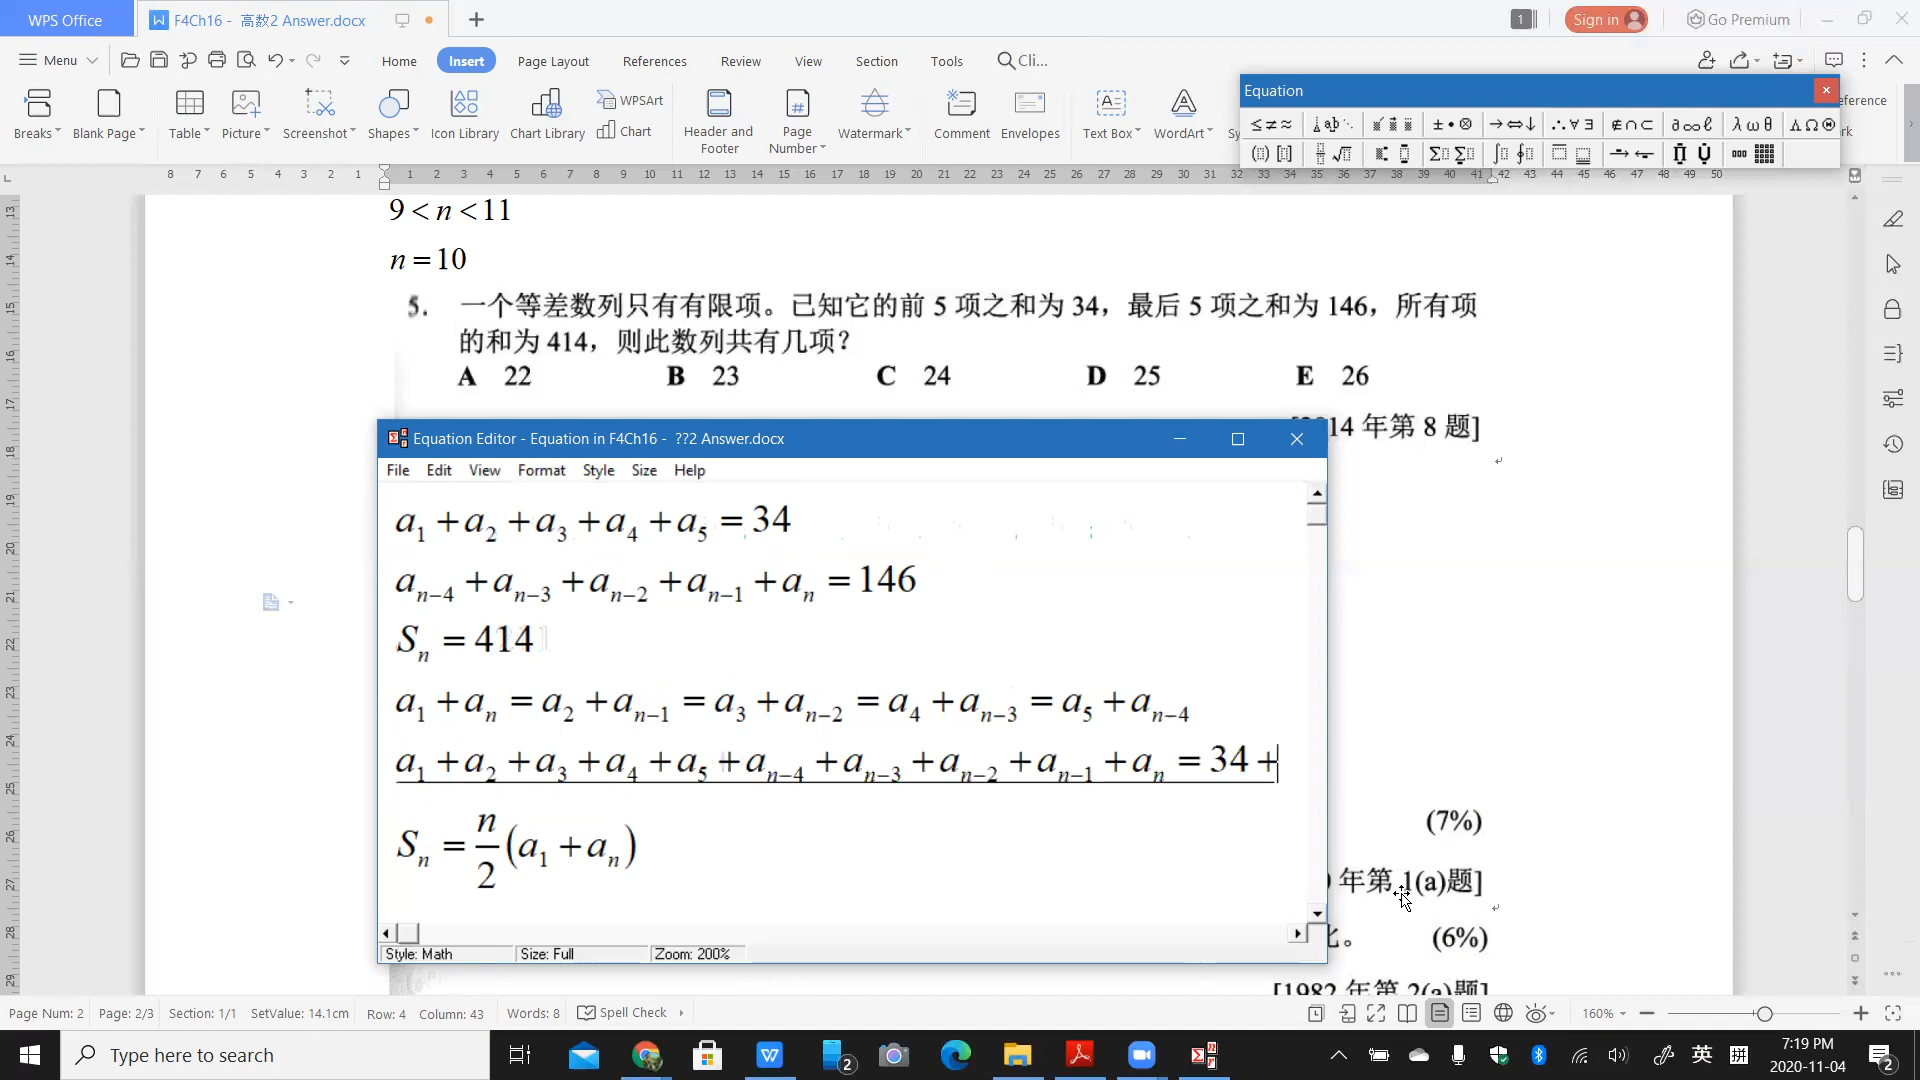 WPS Office
F4Ch16 - 高数2 Answer.docx
1
Sign in
Go Premium
Menu
Home
Insert
Page Layout
References
Review
View
Section
Tools
Cli...
Breaks
Blank Page
Table
Picture
Screenshot
Shapes
Icon Library
Chart Library
WPSArt
Chart
Header and Footer
Page Number
Watermark
Comment
Envelopes
Text Box
WordArt
Equation
9 < n < 11
n = 10
5. 一个等差数列只有有限项。已知它的前 5 项之和为 34，最后 5 项之和为 146，所有项
的和为 414，则此数列共有几项？
A 22 B 23 C 24 D 25 E 26
14 年第 8 题]
Equation Editor - Equation in F4Ch16 - ??2 Answer.docx
File Edit View Format Style Size Help
a₁ + a₂ + a₃ + a₄ + a₅ = 34
aₙ₋₄ + aₙ₋₃ + aₙ₋₂ + aₙ₋₁ + aₙ = 146
Sₙ = 414
a₁ + aₙ = a₂ + aₙ₋₁ = a₃ + aₙ₋₂ = a₄ + aₙ₋₃ = a₅ + aₙ₋₄
a₁ + a₂ + a₃ + a₄ + a₅ + aₙ₋₄ + aₙ₋₃ + aₙ₋₂ + aₙ₋₁ + aₙ = 34 +
Sₙ = n/2 (a₁ + aₙ)
(7%)
年第 1(a)题]
(6%)
[1982 年第 2(a)题]
Style: Math
Size: Full
Zoom: 200%
Page Num: 2 Page: 2/3 Section: 1/1 SetValue: 14.1cm Row: 4 Column: 43 Words: 8 Spell Check
160%
Type here to search
2
英
拼
7:19 PM
2020-11-04
2